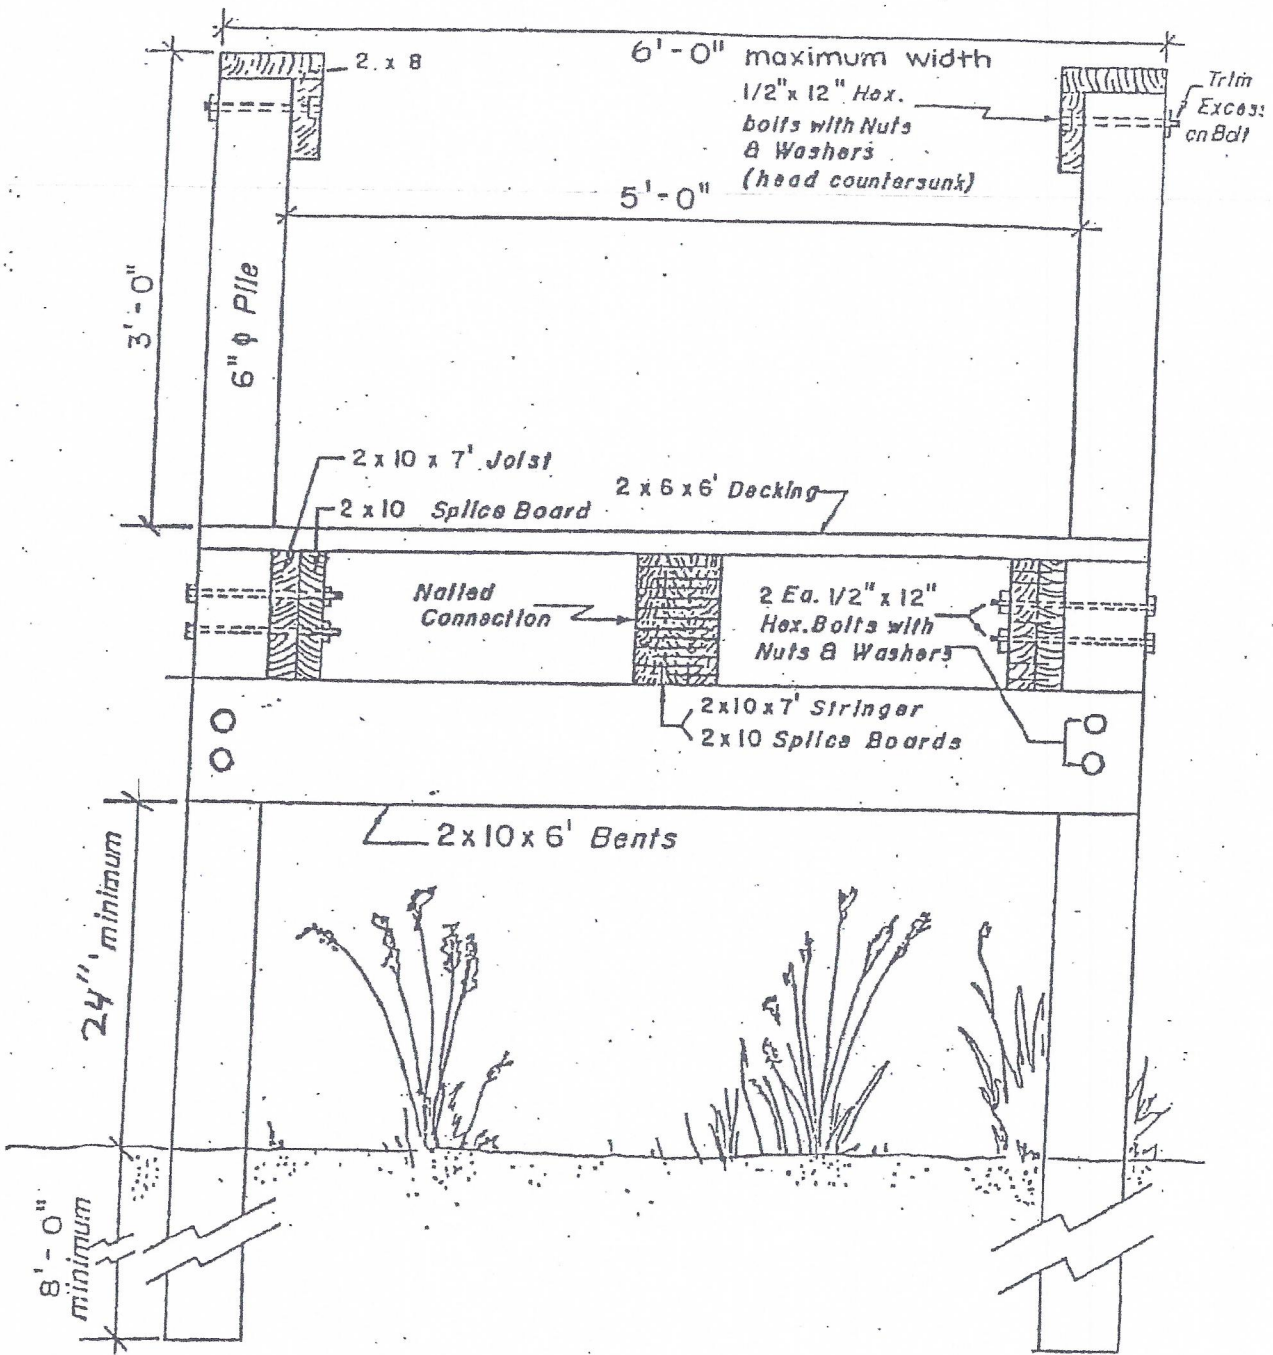 6'-0" maximum width
2. x 8
1/2" x 12" Hex.
bolts with Nuts
& Washers
(head countersunk)
Trim
Excess
on Bolt
5'-0"
3'-0"
6" ϕ Pile
2 x 10 x 7' Joist
2 x 10 Splice Board
2 x 6 x 6' Decking
Nailed
Connection
2 Ea. 1/2" x 12"
Hex. Bolts with
Nuts & Washers
2x10x7' Stringer
2x10 Splice Boards
2x10x6' Bents
24" minimum
8'-0"
minimum